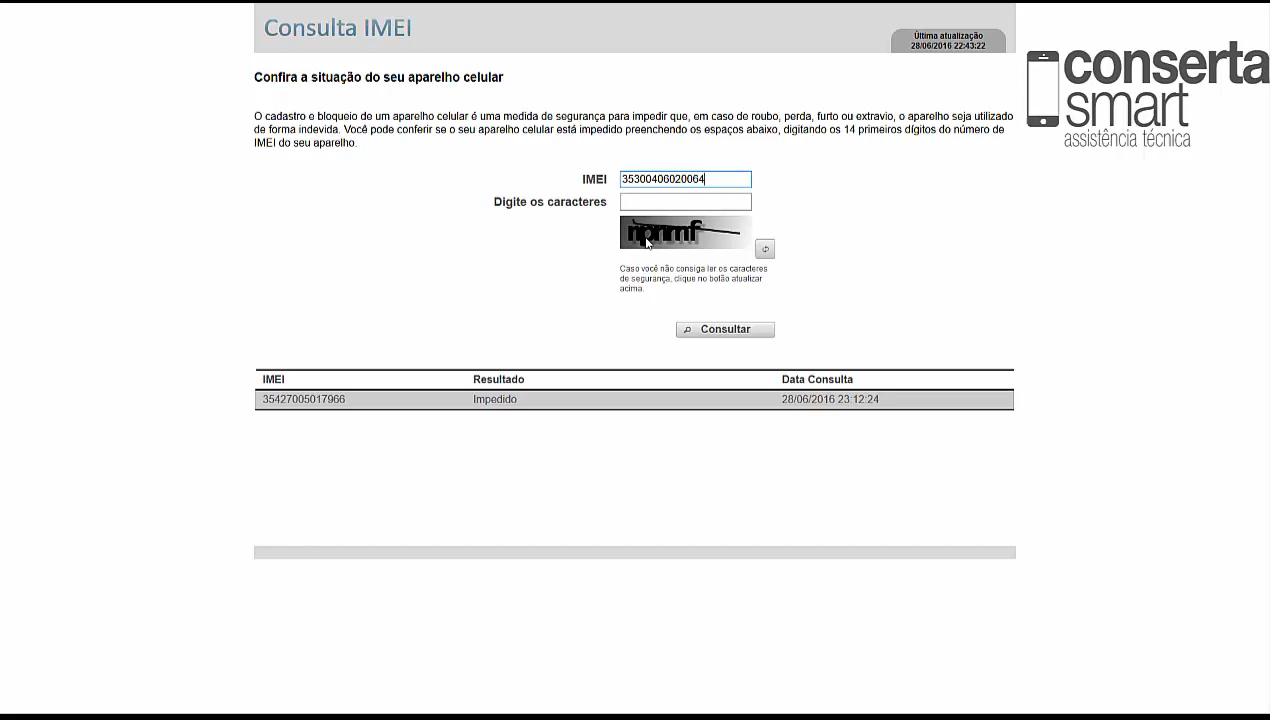 Consulta IMEI
Última atualização
28/06/2016 22:43:22
conserta
smart
assistência técnica
Confira a situação do seu aparelho celular
O cadastro e bloqueio de um aparelho celular é uma medida de segurança para impedir que, em caso de roubo, perda, furto ou extravio, o aparelho seja utilizado
de forma indevida. Você pode conferir se o seu aparelho celular está impedido preenchendo os espaços abaixo, digitando os 14 primeiros dígitos do número de
IMEI do seu aparelho.
IMEI 35300406020064
Digite os caracteres
Caso você não consiga ler os caracteres
de segurança, clique no botão atualizar
acima.
Consultar
IMEI Resultado Data Consulta
35427005017966 Impedido 28/06/2016 23:12:24